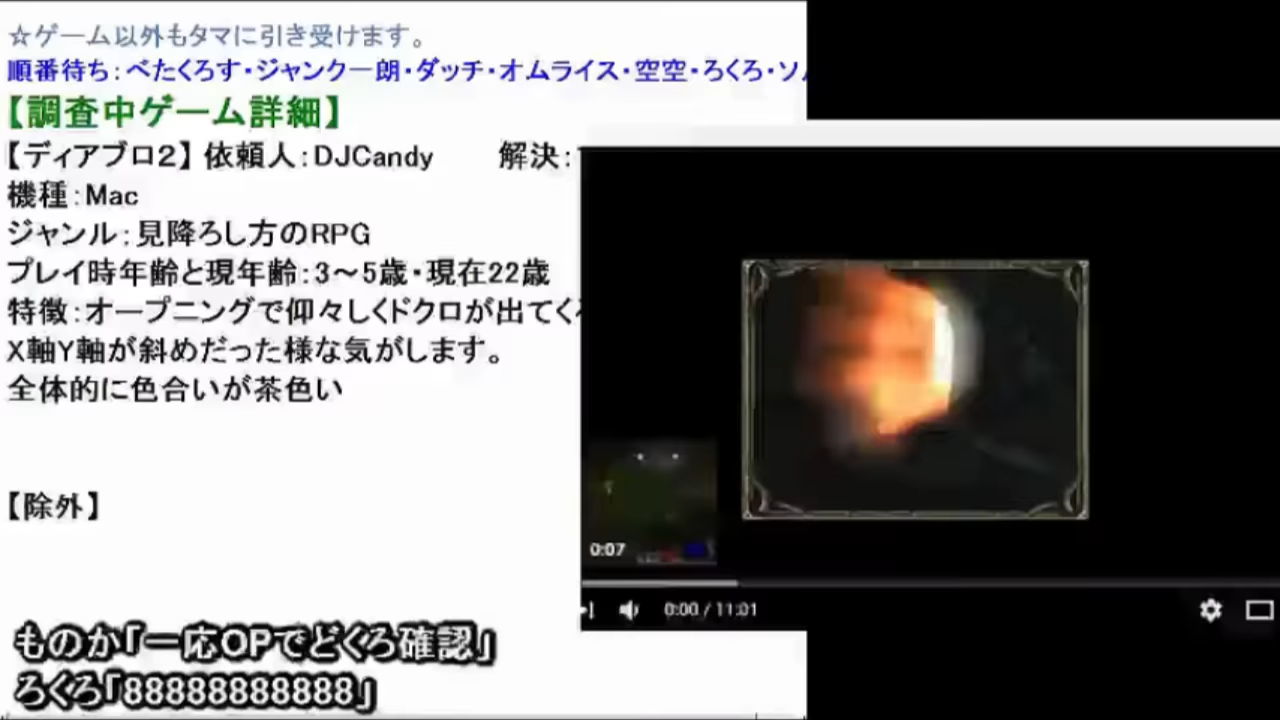 ☆ゲーム以外もタマに引き受けます。
順番待ち：べたくろす・ジャンクー朗・ダッチ・オムライス・空空・ろくろ・ソ
【調査中ゲーム詳細】
【ディアブロ2】 依頼人：DJCandy 解決：
機種：Mac
ジャンル：見降ろし方のRPG
プレイ時年齢と現年齢：3～5歳・現在22歳
特徴：オープニングで仰々しくドクロが出てく
X軸Y軸が斜めだった様な気がします。
全体的に色合いが茶色い
【除外】
0:07
0:00 / 11:01
ものか「一応OPでどくろ確認」
ろくろ「88888888888」